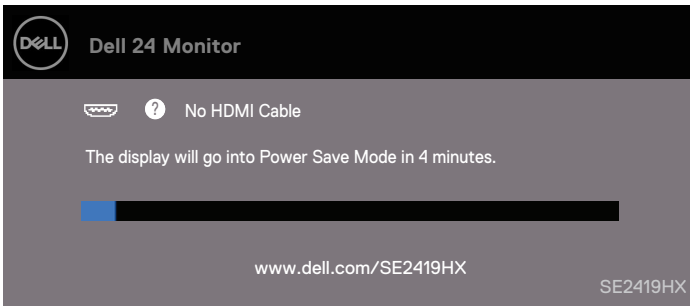 DELL
Dell 24 Monitor
? No HDMI Cable
The display will go into Power Save Mode in 4 minutes.
www.dell.com/SE2419HX
SE2419HX